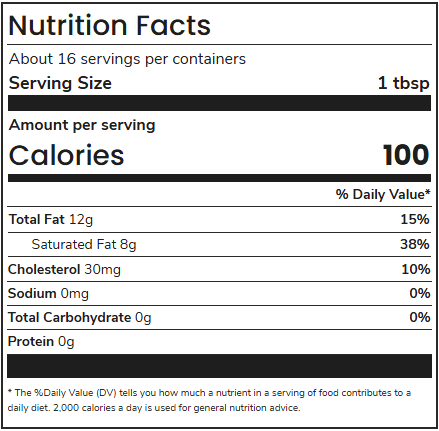 Nutrition Facts
About 16 servings per containers
Serving Size 1 tbsp
Amount per serving
Calories 100
% Daily Value*
Total Fat 12g 15%
Saturated Fat 8g 38%
Cholesterol 30mg 10%
Sodium 0mg 0%
Total Carbohydrate 0g 0%
Protein 0g
* The %Daily Value (DV) tells you how much a nutrient in a serving of food contributes to a
daily diet. 2,000 calories a day is used for general nutrition advice.